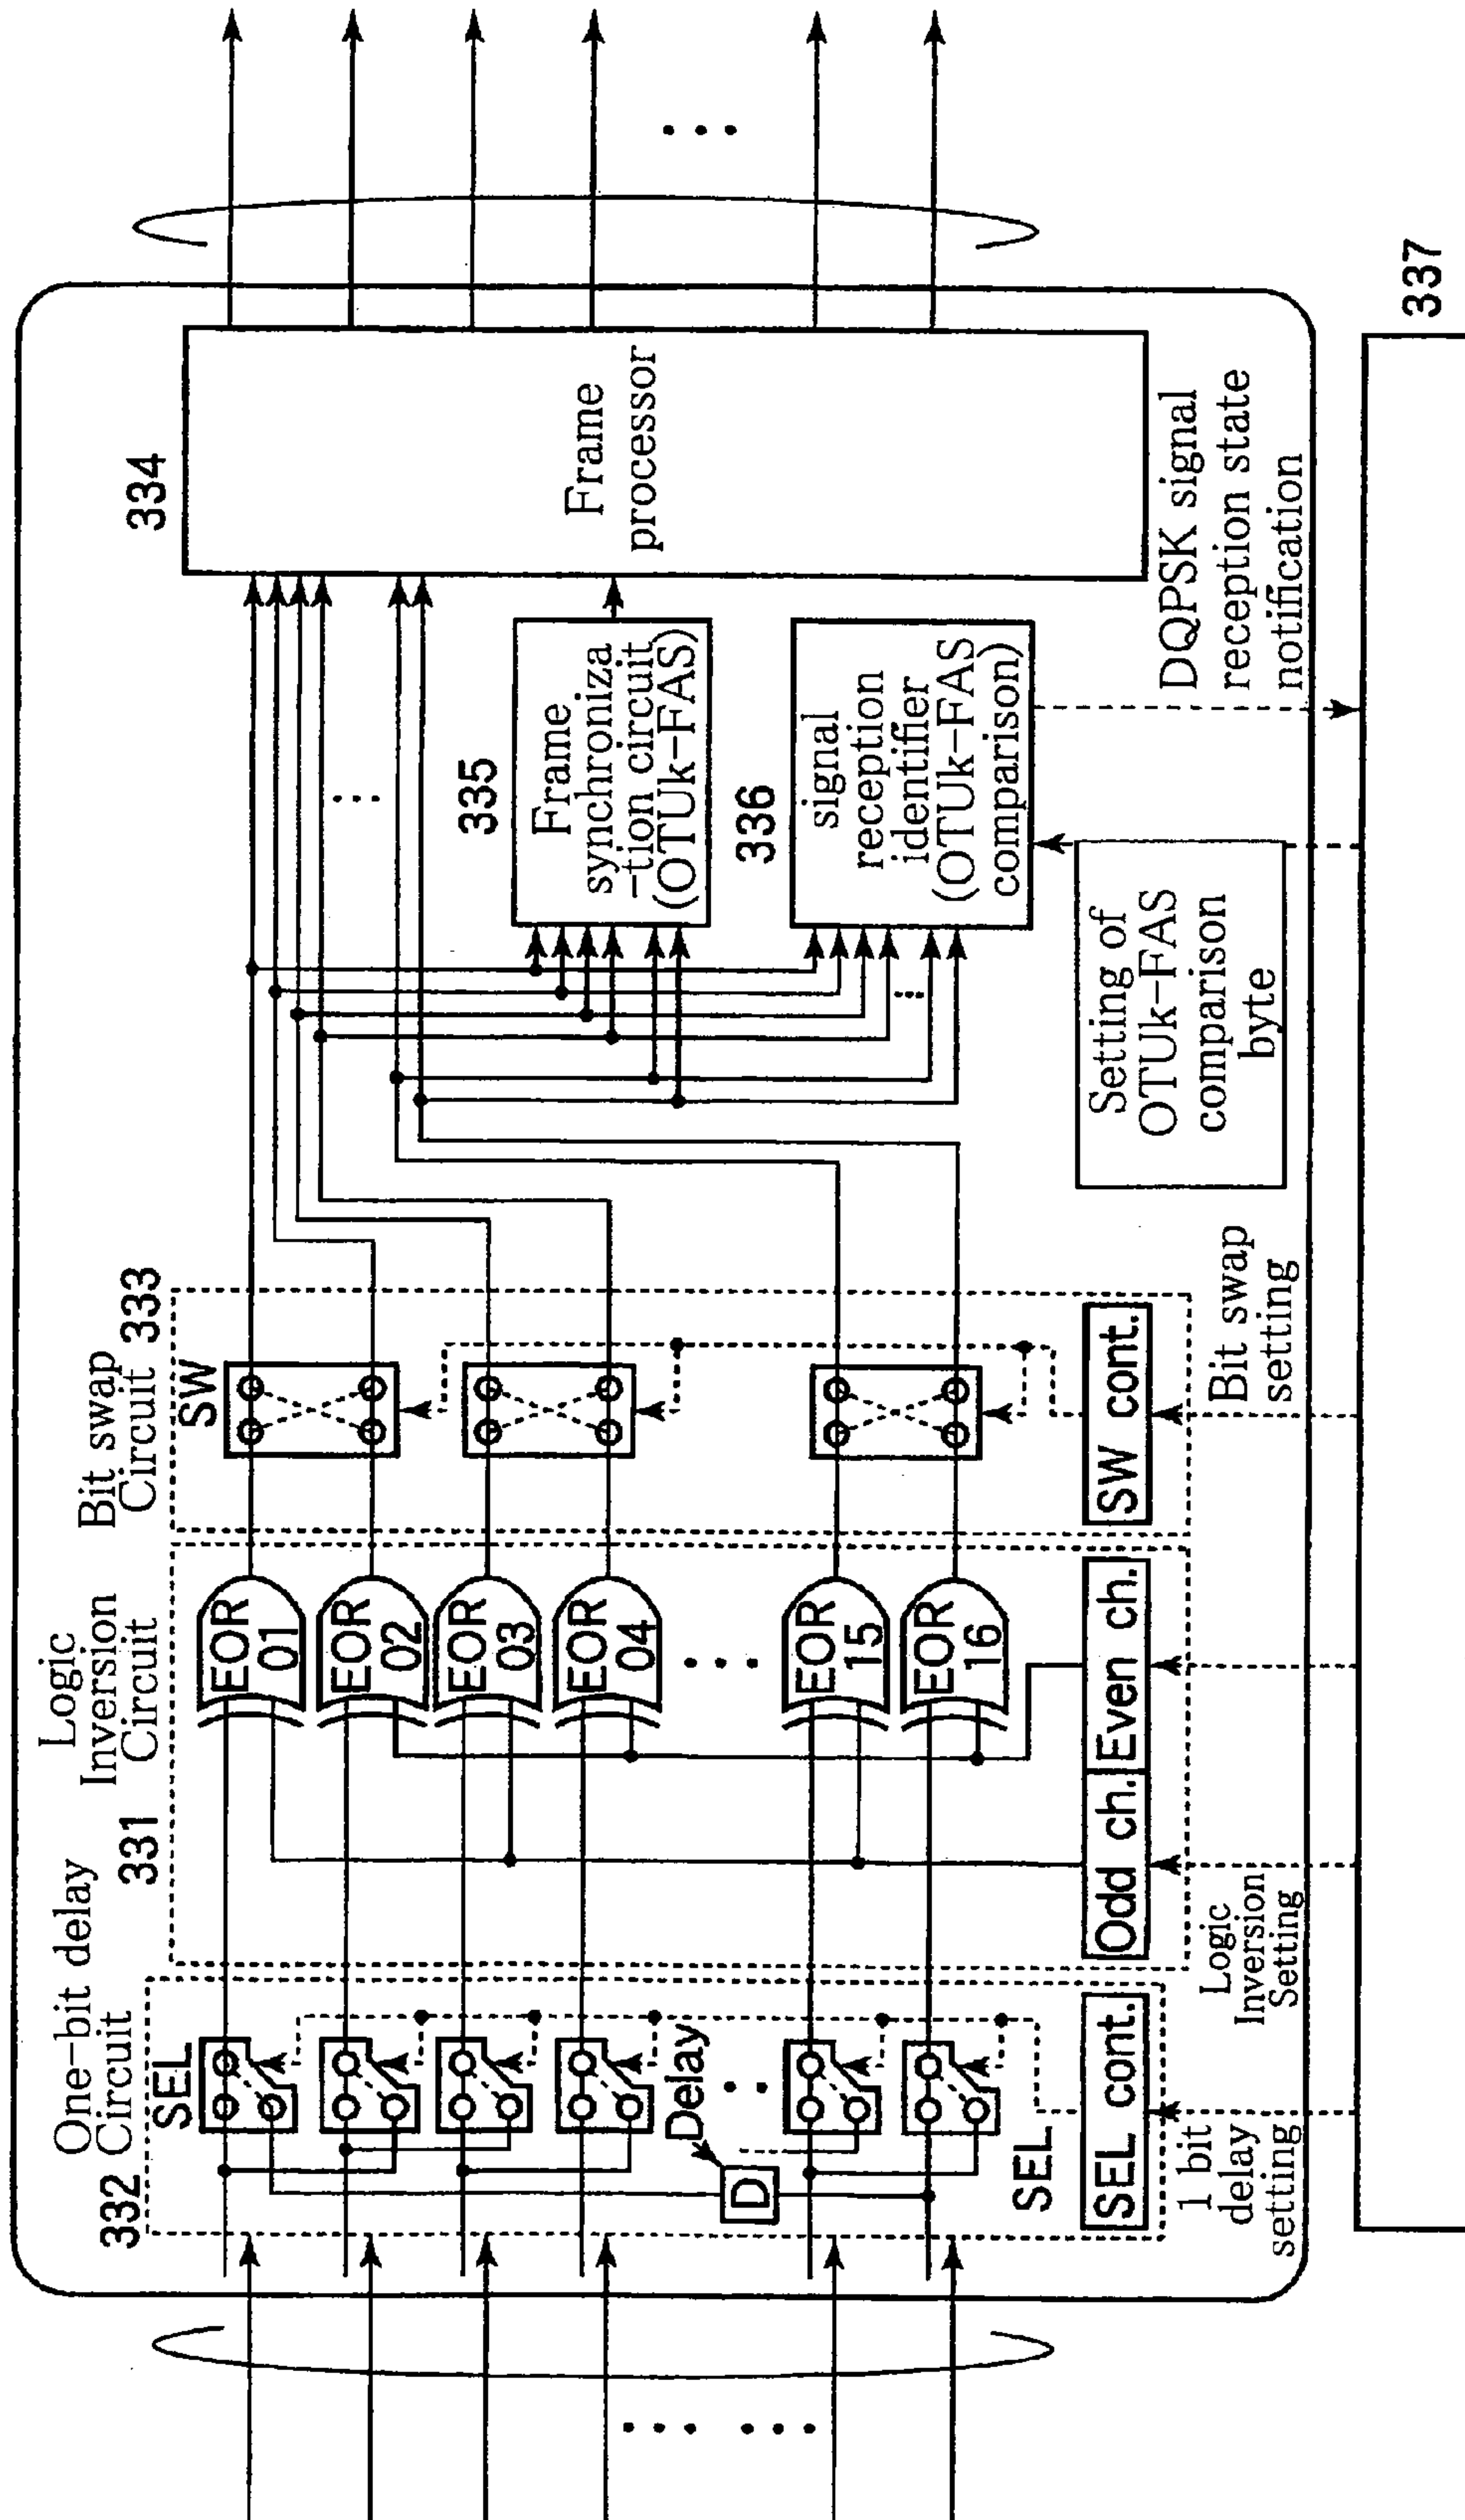 One-bit delay
Circuit
332
SEL
Delay
D
SEL
SEL cont.
1 bit
delay
setting
Logic
Inversion
Circuit
331
EOR
01
EOR
02
EOR
03
EOR
04
EOR
15
EOR
16
Odd ch.
Even ch.
Logic
Inversion
Setting
Bit swap
Circuit
333
SW
SW cont.
Bit swap
setting
334
Frame
processor
335
Frame
synchroniza
-tion circuit
(OTUk-FAS)
336
signal
reception
identifier
(OTUk-FAS
comparison)
Setting of
OTUk-FAS
comparison
byte
DQPSK signal
reception state
notification
337